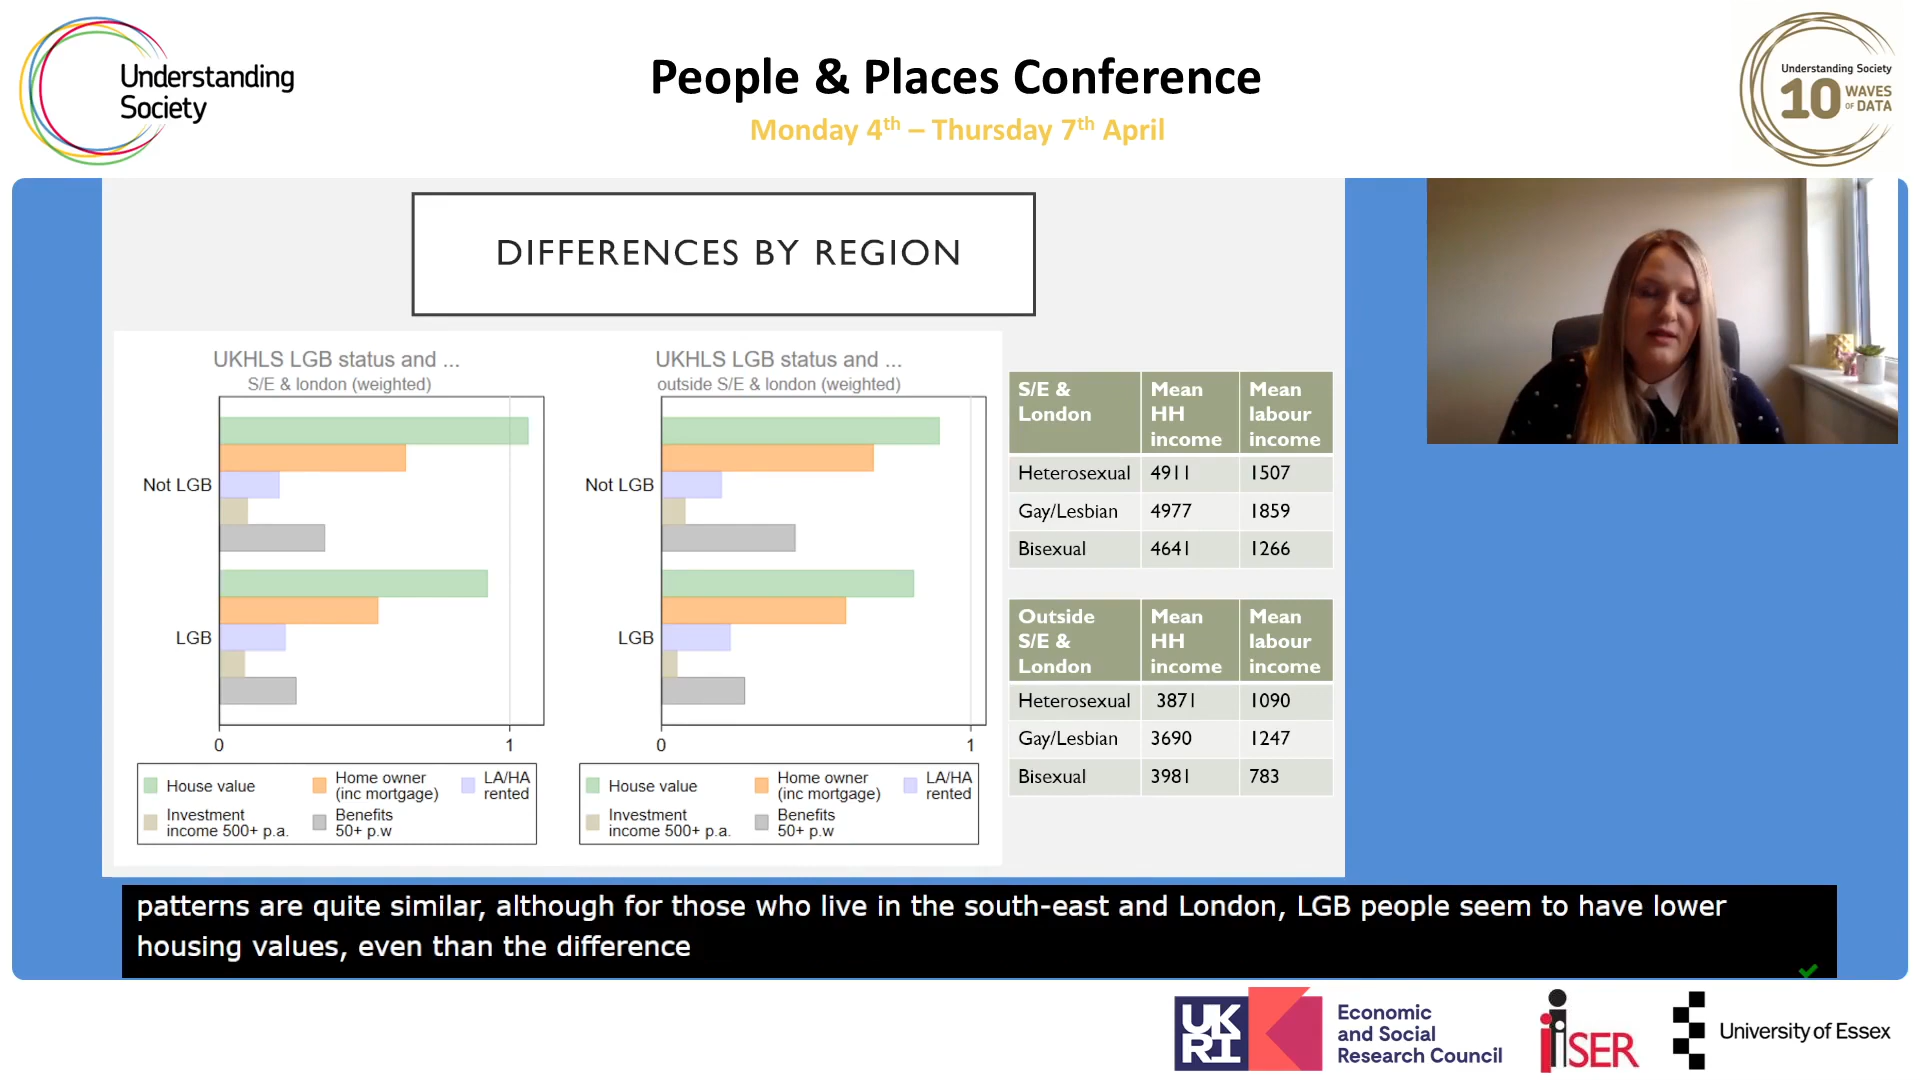 Understanding
Society
People & Places Conference
Monday 4th – Thursday 7th April
Understanding Society
10 WAVES
OF DATA
DIFFERENCES BY REGION
UKHLS LGB status and ...
S/E & london (weighted)
Not LGB
LGB
0 1
House value
Home owner
(inc mortgage)
LA/HA
rented
Investment
income 500+ p.a.
Benefits
50+ p.w
UKHLS LGB status and ...
outside S/E & london (weighted)
Not LGB
LGB
0 1
House value
Home owner
(inc mortgage)
LA/HA
rented
Investment
income 500+ p.a.
Benefits
50+ p.w
S/E &
London
Mean
HH
income
Mean
labour
income
Heterosexual 4911 1507
Gay/Lesbian 4977 1859
Bisexual 4641 1266
Outside
S/E &
London
Mean
HH
income
Mean
labour
income
Heterosexual 3871 1090
Gay/Lesbian 3690 1247
Bisexual 3981 783
patterns are quite similar, although for those who live in the south-east and London, LGB people seem to have lower
housing values, even than the difference
UK
RI
Economic
and Social
Research Council
iSER
University of Essex